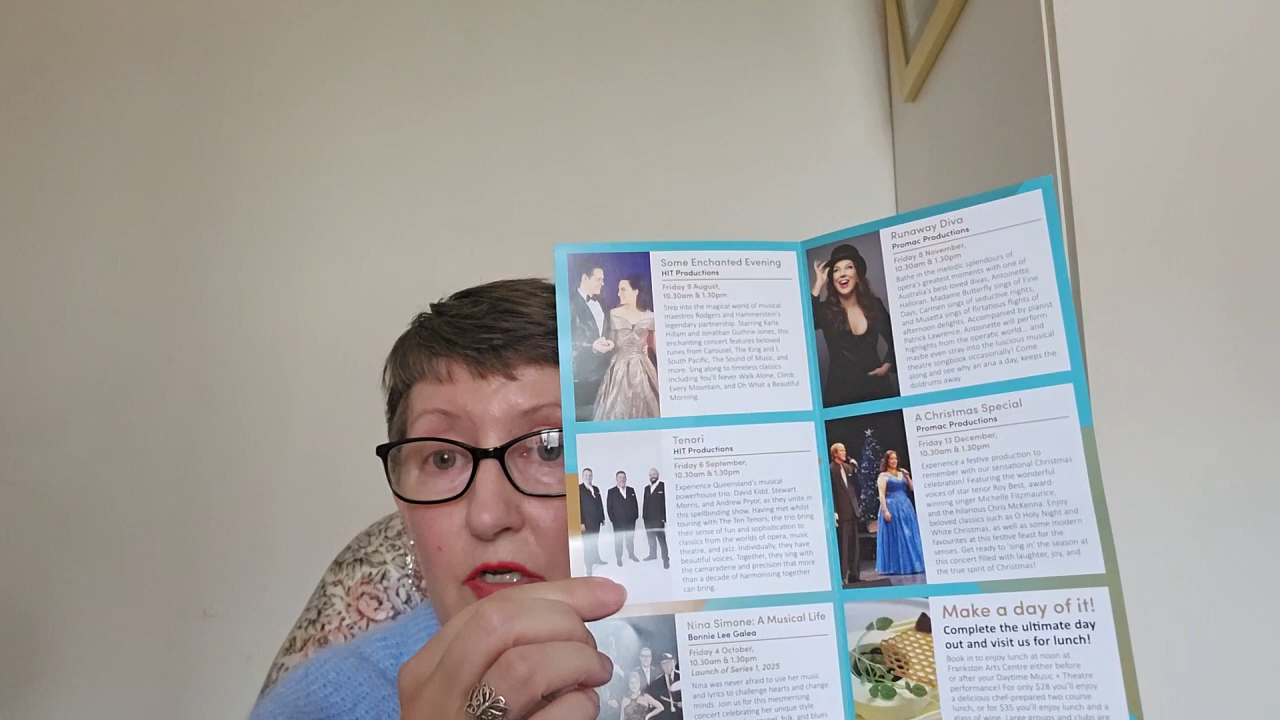 Some Enchanted Evening
HIT Productions
Friday 9 August,
10.30am & 1.30pm
Step into the magical world of musical
maestros Rodgers and Hammerstein's
legendary partnership. Starring Karla
Hillam and Jonathan Guthrie-Jones, this
enchanting concert features beloved
tunes from Carousel, The King and I,
South Pacific, The Sound of Music, and
more. Sing along to timeless classics
including You'll Never Walk Alone, Climb
Every Mountain, and Oh What a Beautiful
Morning.
Tenori
HIT Productions
Friday 6 September,
10.30am & 1.30pm
Experience Queensland's musical
powerhouse trio: David Kidd, Stewart
Morris, and Andrew Pryor, as they unite in
this spellbinding show. Having met whilst
touring with The Ten Tenors, the trio bring
their sense of fun and sophistication to
classics from the worlds of opera, music
theatre, and jazz. Individually, they have
beautiful voices. Together, they sing with
the camaraderie and precision that more
than a decade of harmonising together
can bring.
Nina Simone: A Musical Life
Bonnie Lee Galea
Friday 4 October,
10.30am & 1.30pm
Launch of Series 1, 2025
Nina was never afraid to use her music
and lyrics to challenge hearts and change
minds. Join us for this mesmerising
concert celebrating her unique style
folk, and blues
Runaway Diva
Promac Productions
Friday 8 November,
10.30am & 1.30pm
Bathe in the melodic splendours of
opera's greatest moments with one of
Australia's best-loved divas, Antoinette
Halloran. Madame Butterfly sings of Fine
Days, Carmen sings of seductive nights,
and Musetta sings of flirtatious flights of
afternoon delights. Accompanied by pianist
Patrick Lawrence, Antoinette will perform
highlights from the operatic world... and
maybe even stray into the luscious musical
theatre songbook occasionally! Come
along and see why an aria a day, keeps the
doldrums away.
A Christmas Special
Promac Productions
Friday 13 December,
10.30am & 1.30pm
Experience a festive production to
remember with our sensational Christmas
celebration! Featuring the wonderful
voices of star tenor Roy Best, award-
winning singer Michelle Fitzmaurice,
and the hilarious Chris McKenna. Enjoy
beloved classics such as O Holy Night and
White Christmas, as well as some modern
favourites at this festive feast for the
senses. Get ready to 'sing in' the season at
this concert filled with laughter, joy, and
the true spirit of Christmas!
Make a day of it!
Complete the ultimate day
out and visit us for lunch!
Book in to enjoy lunch at noon at
Frankston Arts Centre either before
or after your Daytime Music + Theatre
performance! For only $28 you'll enjoy
a delicious chef-prepared two course
lunch, or for $35 you'll enjoy lunch and a
glass of wine. Large groups and clubs are